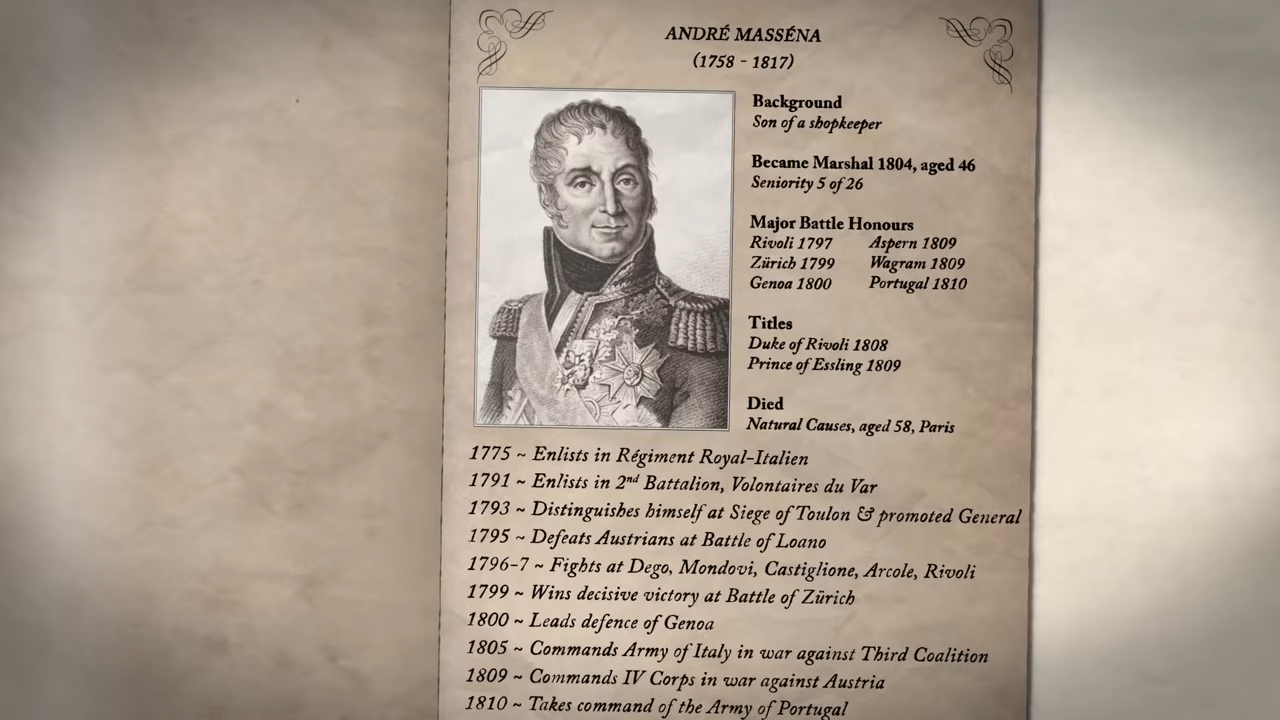 ANDRÉ MASSÉNA
(1758 - 1817)
Background
Son of a shopkeeper
Became Marshal 1804, aged 46
Seniority 5 of 26
Major Battle Honours
Rivoli 1797 Aspern 1809
Zürich 1799 Wagram 1809
Genoa 1800 Portugal 1810
Titles
Duke of Rivoli 1808
Prince of Essling 1809
Died
Natural Causes, aged 58, Paris
1775 ~ Enlists in Régiment Royal-Italien
1791 ~ Enlists in 2nd Battalion, Volontaires du Var
1793 ~ Distinguishes himself at Siege of Toulon & promoted General
1795 ~ Defeats Austrians at Battle of Loano
1796-7 ~ Fights at Dego, Mondovi, Castiglione, Arcole, Rivoli
1799 ~ Wins decisive victory at Battle of Zürich
1800 ~ Leads defence of Genoa
1805 ~ Commands Army of Italy in war against Third Coalition
1809 ~ Commands IV Corps in war against Austria
1810 ~ Takes command of the Army of Portugal